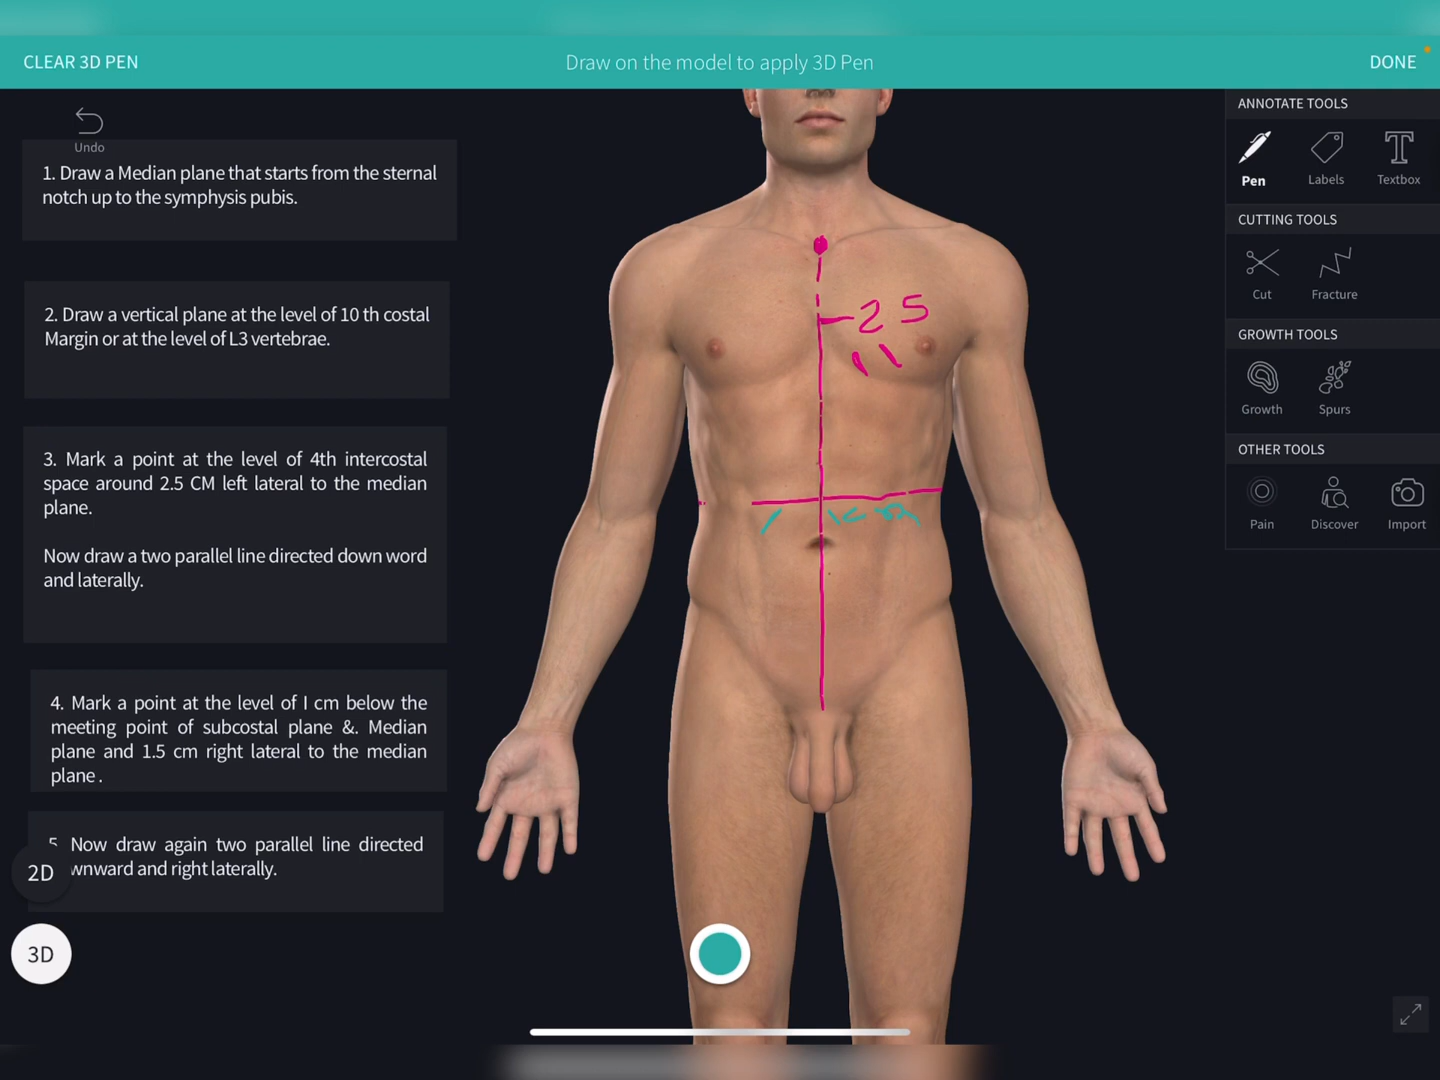 CLEAR 3D PEN
Draw on the model to apply 3D Pen
DONE
Undo
1. Draw a Median plane that starts from the sternal
notch up to the symphysis pubis.
2. Draw a vertical plane at the level of 10 th costal
Margin or at the level of L3 vertebrae.
3. Mark a point at the level of 4th intercostal
space around 2.5 CM left lateral to the median
plane.
Now draw a two parallel line directed down word
and laterally.
4. Mark a point at the level of I cm below the
meeting point of subcostal plane &. Median
plane and 1.5 cm right lateral to the median
plane .
5. Now draw again two parallel line directed
wnward and right laterally.
2D
3D
2 5
ANNOTATE TOOLS
Pen
Labels
Textbox
CUTTING TOOLS
Cut
Fracture
GROWTH TOOLS
Growth
Spurs
OTHER TOOLS
Pain
Discover
Import